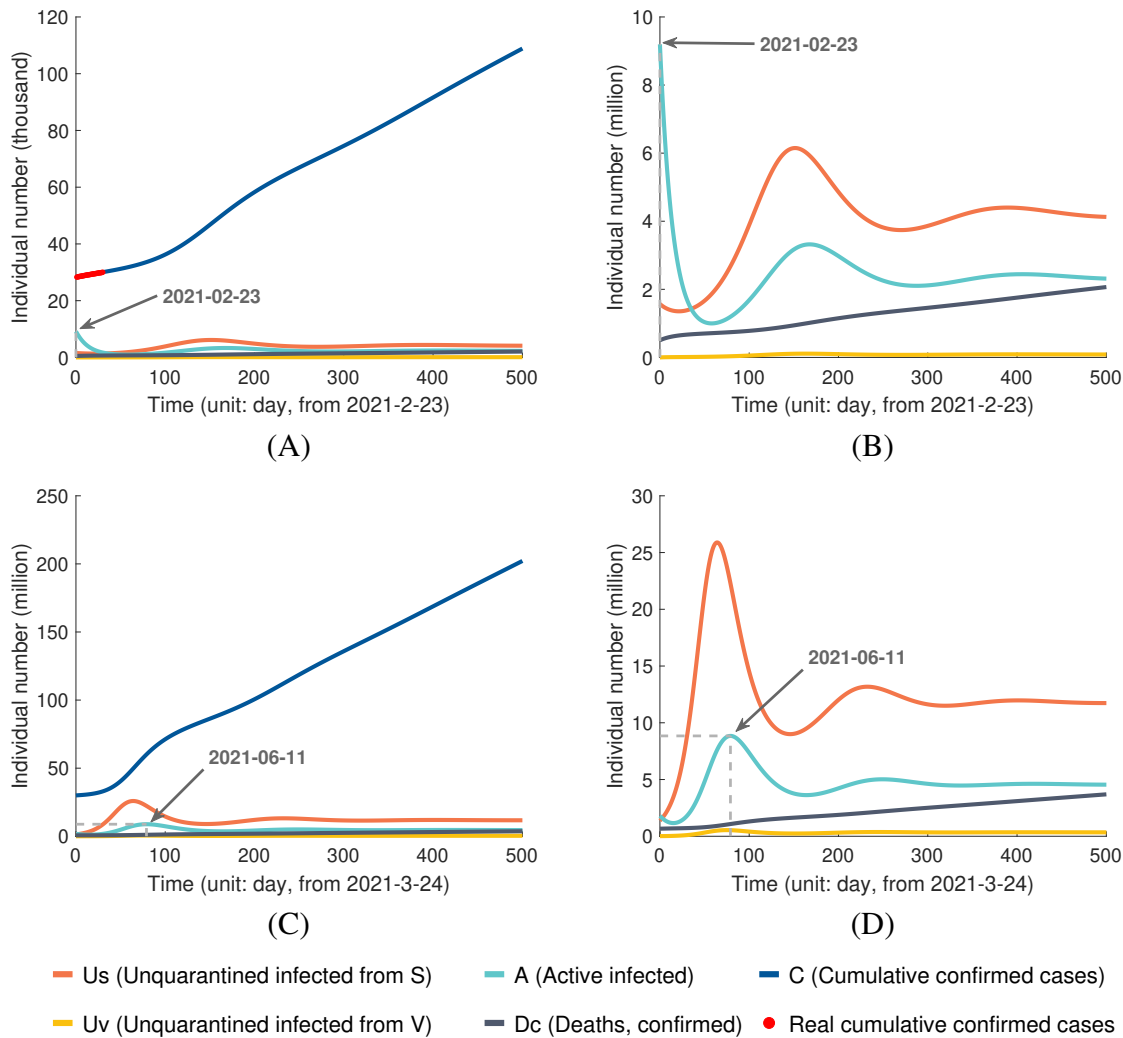 Individual number (thousand)
120
100
80
60
40
20
0
2021-02-23
0 100 200 300 400 500
Time (unit: day, from 2021-2-23)
(A)
Individual number (million)
10
8
6
4
2
0
2021-02-23
0 100 200 300 400 500
Time (unit: day, from 2021-2-23)
(B)
Individual number (million)
250
200
150
100
50
0
2021-06-11
0 100 200 300 400 500
Time (unit: day, from 2021-3-24)
(C)
Individual number (million)
30
25
20
15
10
5
0
2021-06-11
0 100 200 300 400 500
Time (unit: day, from 2021-3-24)
(D)
Us (Unquarantined infected from S) A (Active infected) C (Cumulative confirmed cases)
Uv (Unquarantined infected from V) Dc (Deaths, confirmed) Real cumulative confirmed cases